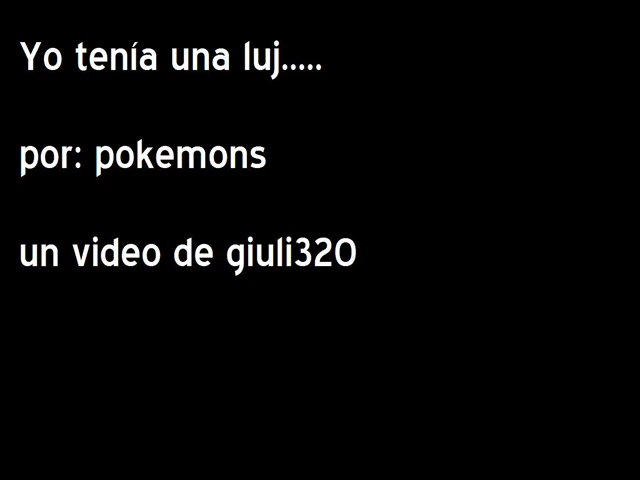 Yo tenía una luj.....
por: pokemons
un video de giuli320